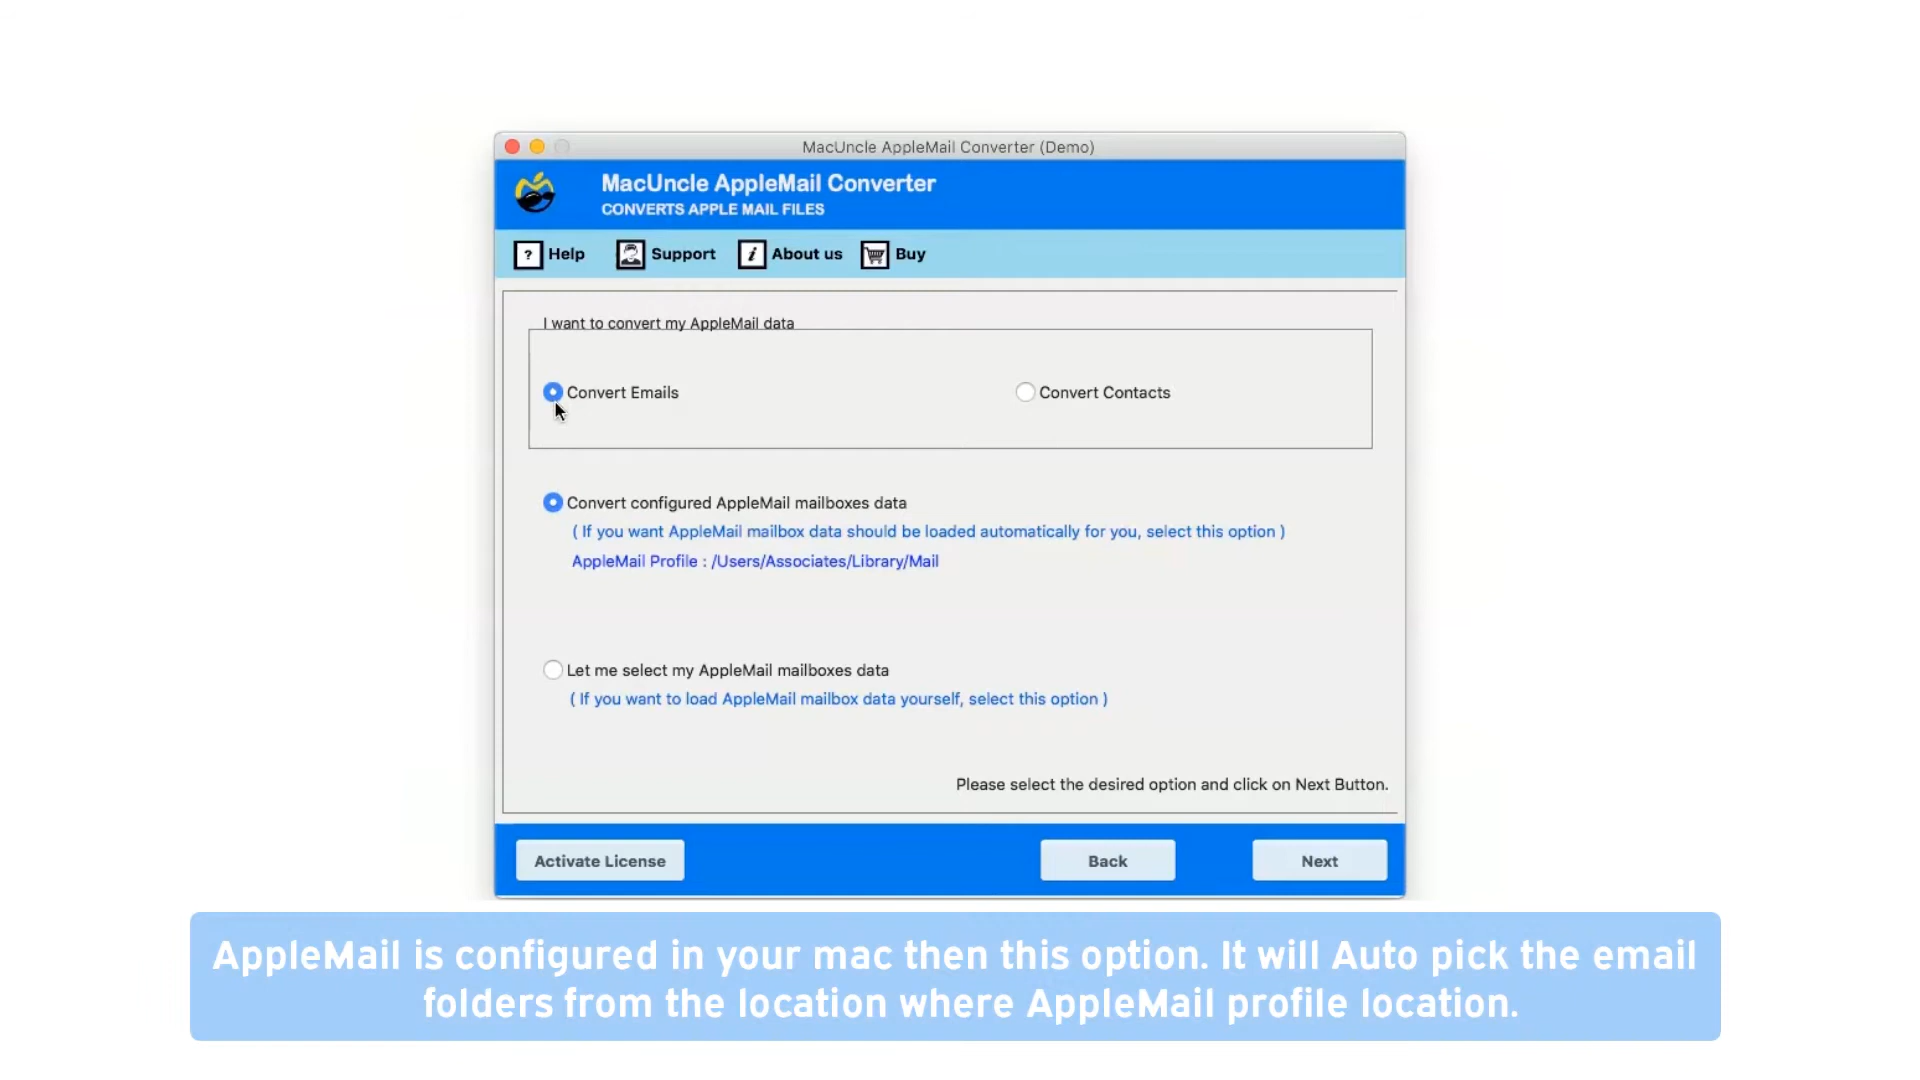 MacUncle AppleMail Converter (Demo)
MacUncle AppleMail Converter
CONVERTS APPLE MAIL FILES
? Help
Support
i About us
Buy
I want to convert my AppleMail data
Convert Emails
Convert Contacts
Convert configured AppleMail mailboxes data
( If you want AppleMail mailbox data should be loaded automatically for you, select this option )
AppleMail Profile : /Users/Associates/Library/Mail
Let me select my AppleMail mailboxes data
( If you want to load AppleMail mailbox data yourself, select this option )
Please select the desired option and click on Next Button.
Activate License
Back
Next
AppleMail is configured in your mac then this option. It will Auto pick the email
folders from the location where AppleMail profile location.